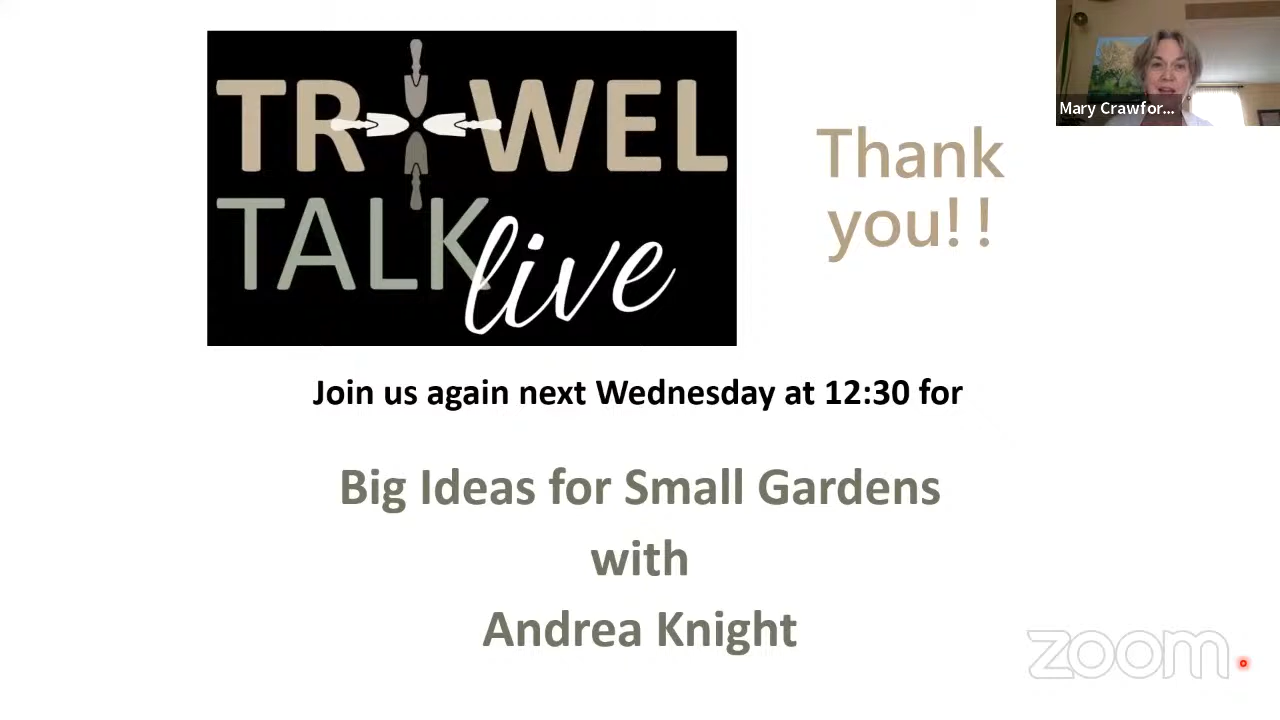 TROWEL
TALK live
Thank
you!!
Mary Crawfor...
Join us again next Wednesday at 12:30 for
Big Ideas for Small Gardens
with
Andrea Knight
zoom